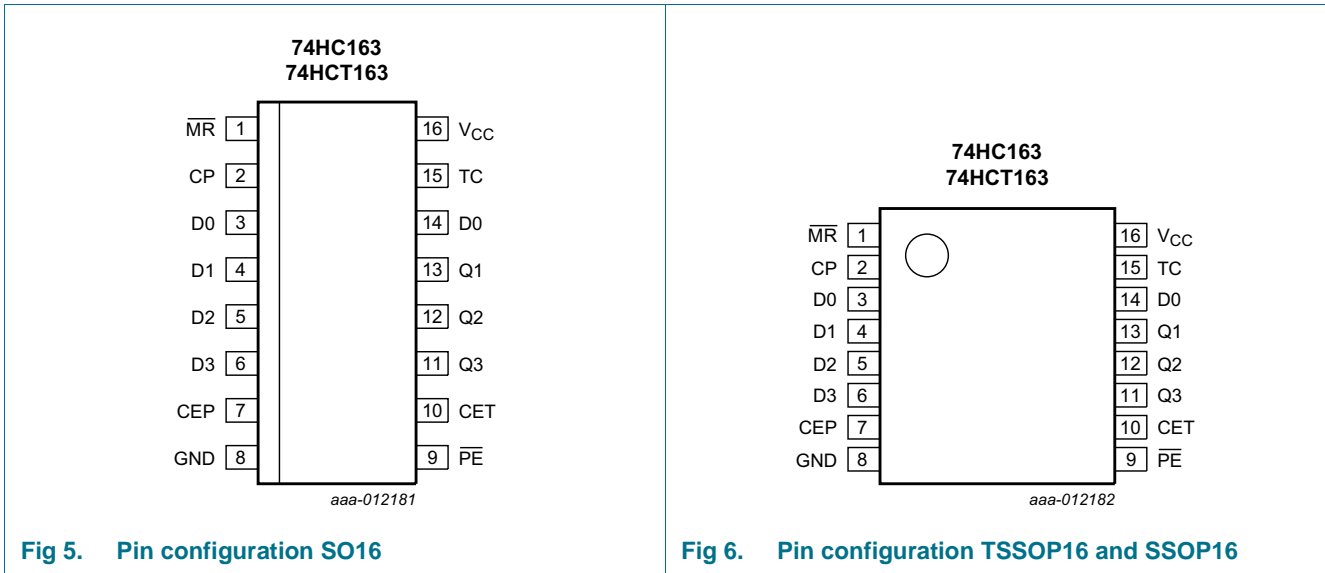 74HC163
74HCT163
M̅R̅ 1
CP 2
D0 3
D1 4
D2 5
D3 6
CEP 7
GND 8
16 VCC
15 TC
14 D0
13 Q1
12 Q2
11 Q3
10 CET
9 P̅E̅
aaa-012181
Fig 5. Pin configuration SO16
74HC163
74HCT163
M̅R̅ 1
CP 2
D0 3
D1 4
D2 5
D3 6
CEP 7
GND 8
16 VCC
15 TC
14 D0
13 Q1
12 Q2
11 Q3
10 CET
9 P̅E̅
aaa-012182
Fig 6. Pin configuration TSSOP16 and SSOP16